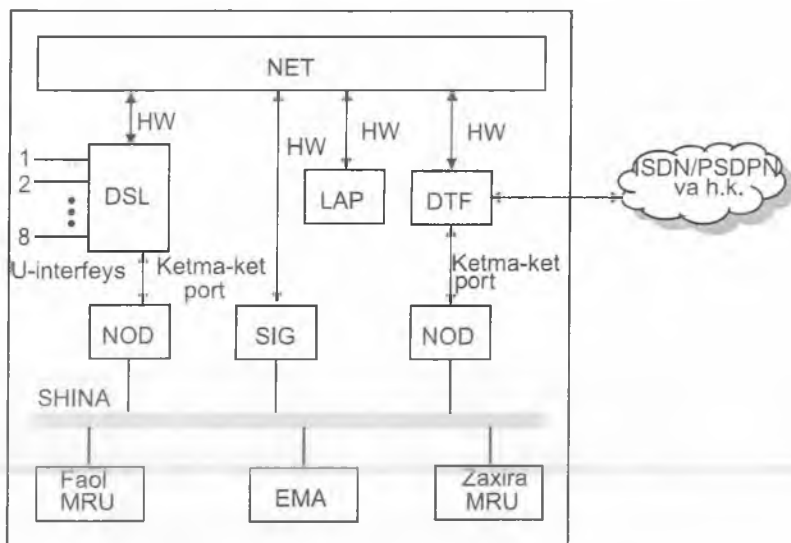 NET
HW
HW
HW
HW
1
2
8
DSL
LAP
DTF
ISDN/PSDPN
va h.k.
U-interfeys
Ketma-ket
port
Ketma-ket
port
NOD
SIG
NOD
SHINA
Faol
MRU
EMA
Zaxira
MRU